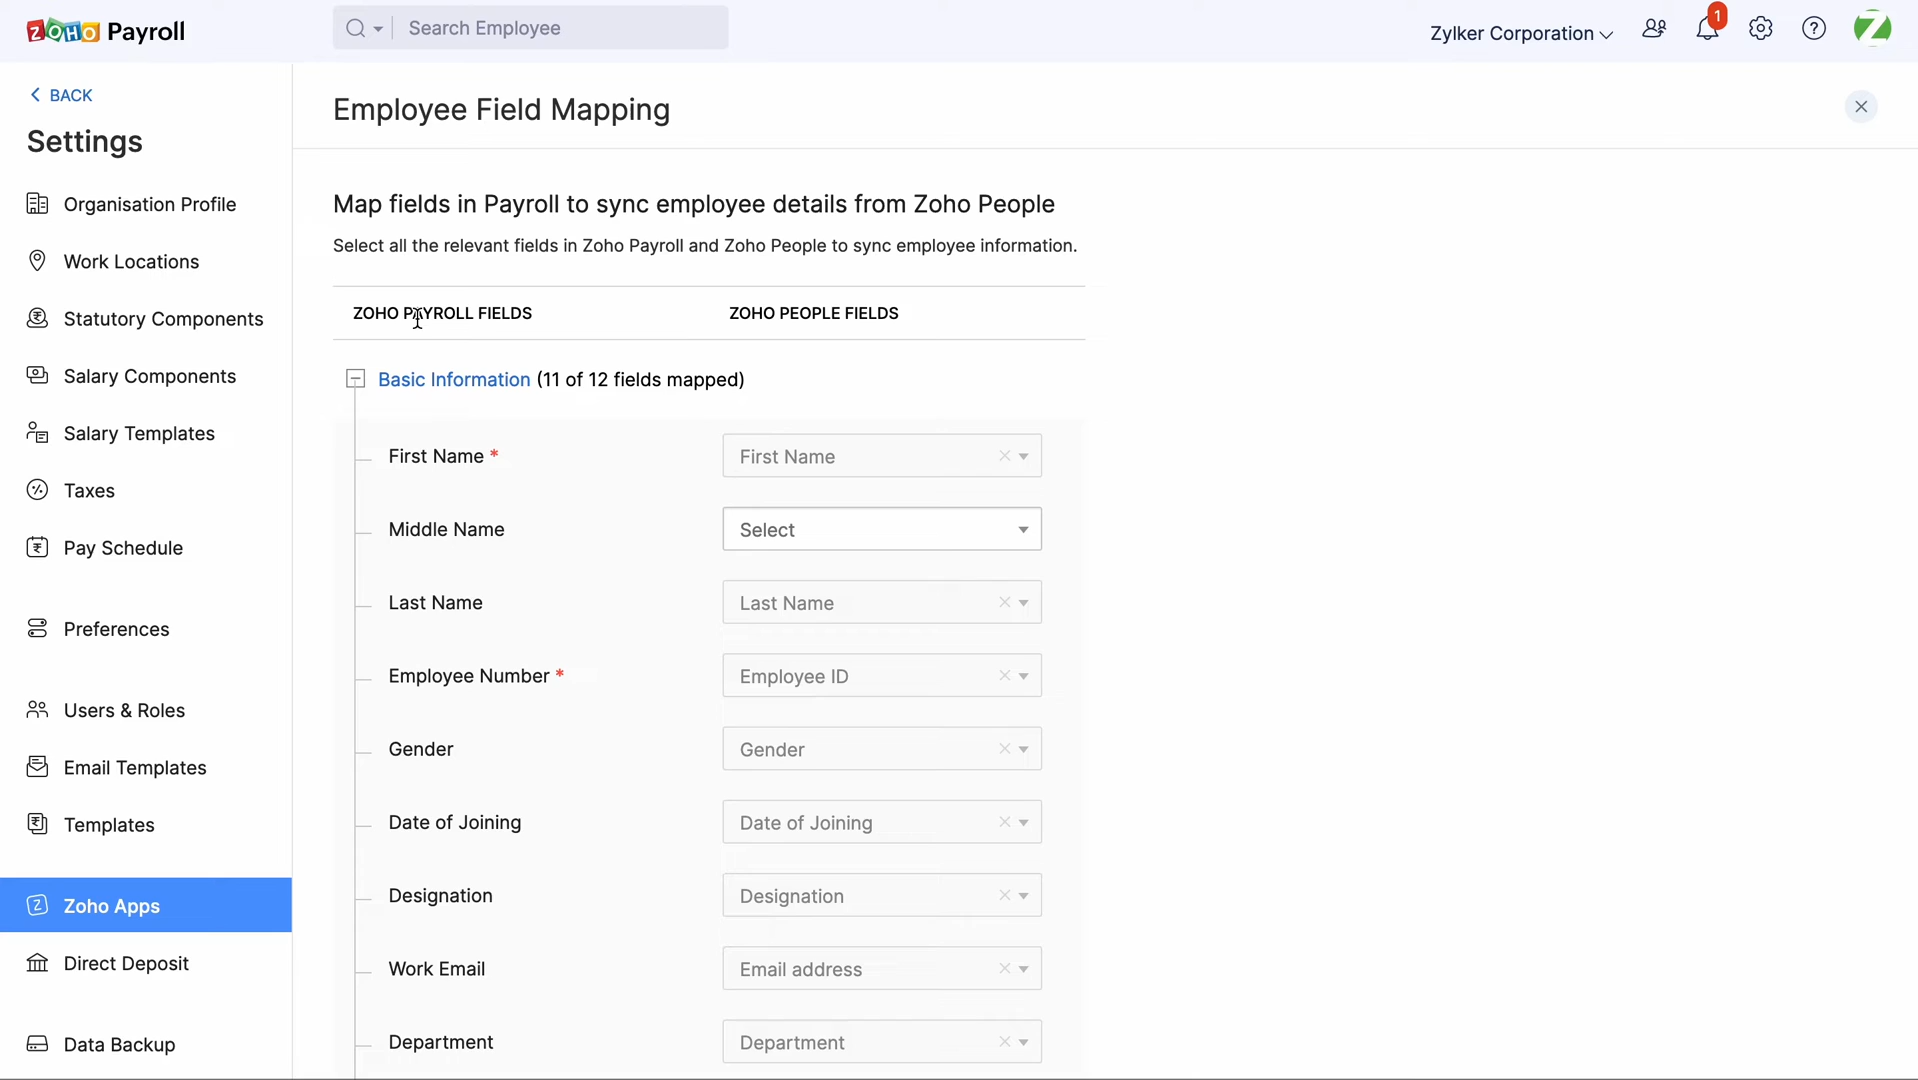 ZOHO Payroll
Search Employee
Zylker Corporation
1
BACK
Settings
Organisation Profile
Work Locations
Statutory Components
Salary Components
Salary Templates
Taxes
Pay Schedule
Preferences
Users & Roles
Email Templates
Templates
Zoho Apps
Direct Deposit
Data Backup
Employee Field Mapping
Map fields in Payroll to sync employee details from Zoho People
Select all the relevant fields in Zoho Payroll and Zoho People to sync employee information.
ZOHO PAYROLL FIELDS ZOHO PEOPLE FIELDS
Basic Information (11 of 12 fields mapped)
First Name * First Name
Middle Name Select
Last Name Last Name
Employee Number * Employee ID
Gender Gender
Date of Joining Date of Joining
Designation Designation
Work Email Email address
Department Department